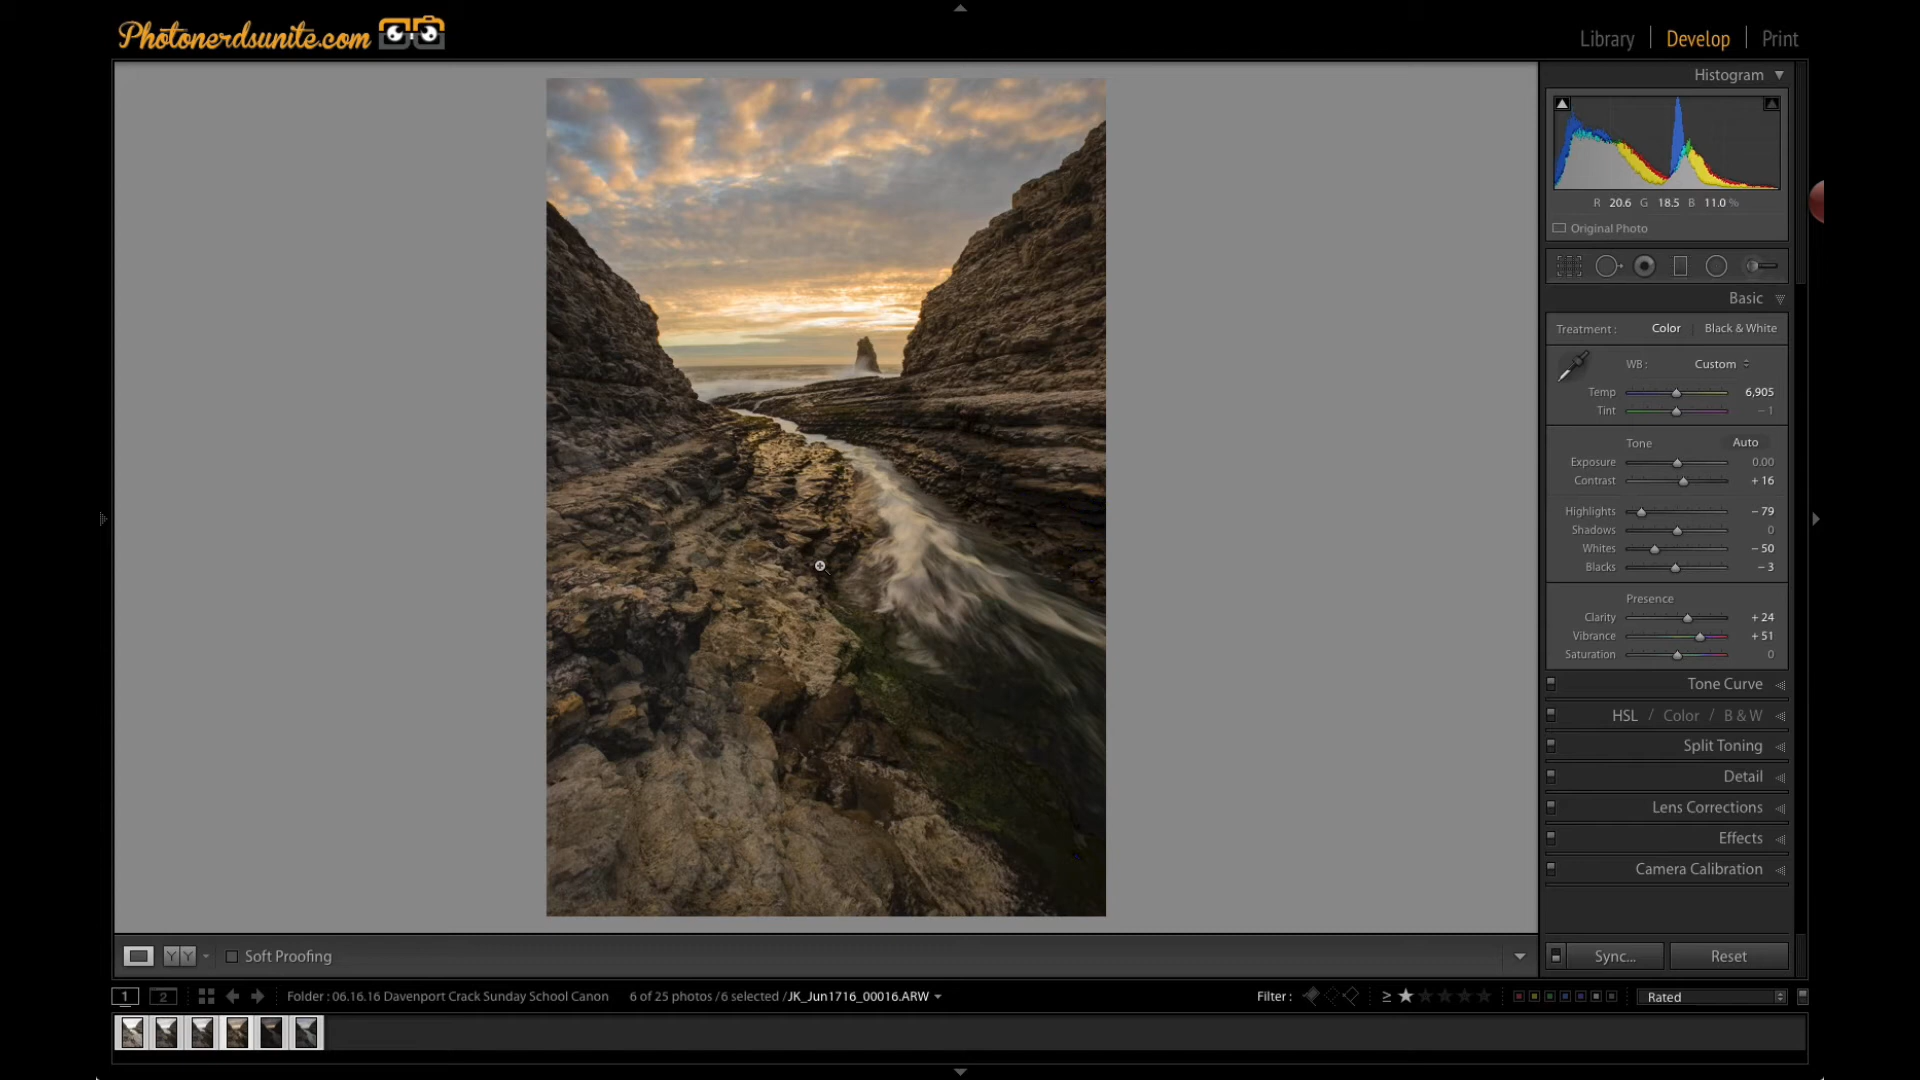 Photonerdsunite.com
Library | Develop | Print
Histogram
R 20.6 G 18.5 B 11.0 %
Original Photo
Basic
Treatment : Color Black & White
WB : Custom
Temp 6,905
Tint − 1
Tone Auto
Exposure 0.00
Contrast + 16
Highlights − 79
Shadows 0
Whites − 50
Blacks − 3
Presence
Clarity + 24
Vibrance + 51
Saturation 0
Tone Curve
HSL / Color / B & W
Split Toning
Detail
Lens Corrections
Effects
Camera Calibration
YY Soft Proofing
Sync... Reset
1 2 Folder : 06.16.16 Davenport Crack Sunday School Canon 6 of 25 photos /6 selected /JK_Jun1716_00016.ARW Filter : ≥ Rated